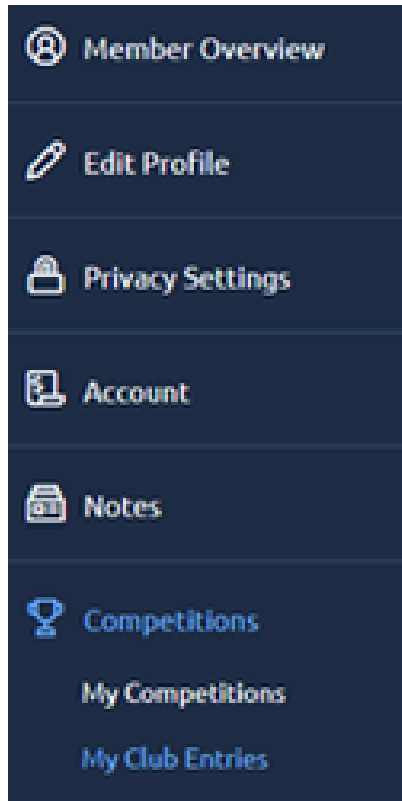 Member Overview
Edit Profile
Privacy Settings
Account
Notes
Competitions
My Competitions
My Club Entries